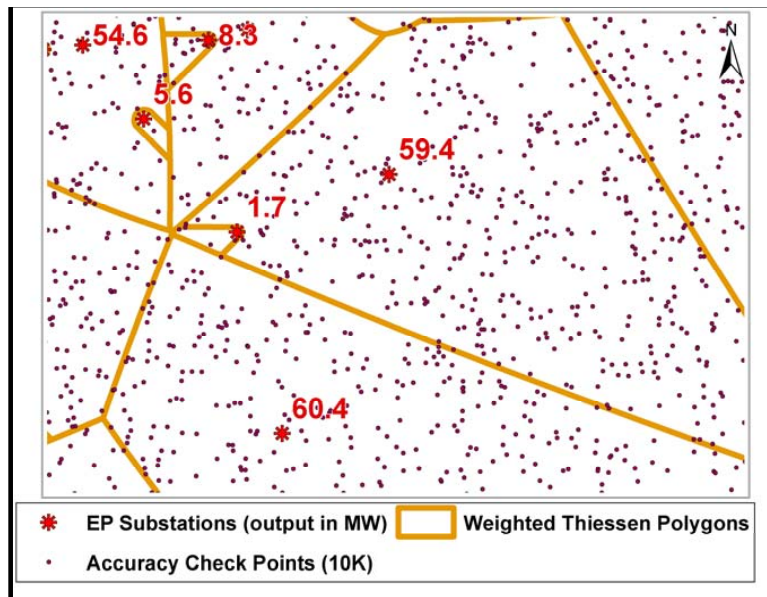 54.6
8.3
N
5.6
59.4
1.7
60.4
EP Substations (output in MW)
Weighted Thiessen Polygons
Accuracy Check Points (10K)